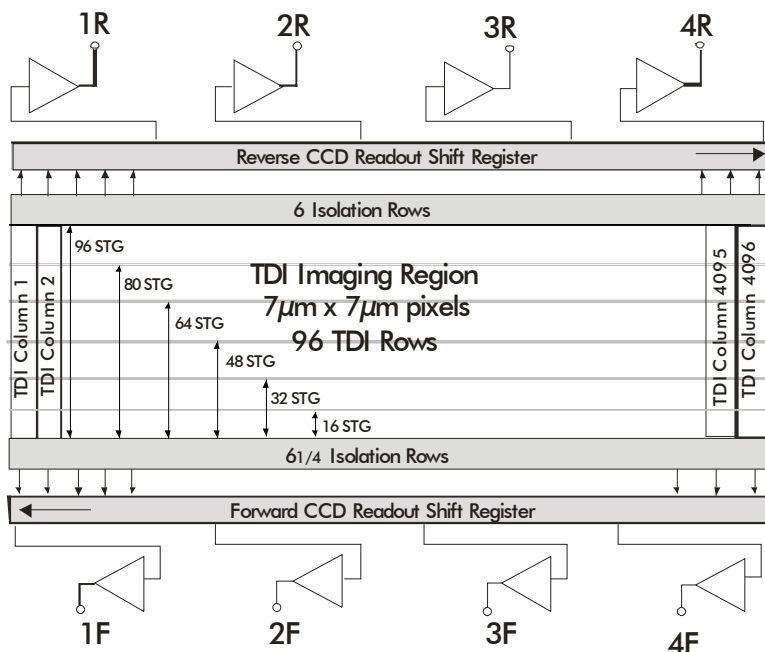 1R 2R 3R 4R
Reverse CCD Readout Shift Register
6 Isolation Rows
TDI Column 1
TDI Column 2
96 STG
80 STG
64 STG
48 STG
32 STG
16 STG
TDI Imaging Region
7µm x 7µm pixels
96 TDI Rows
TDI Column 4095
TDI Column 4096
61/4 Isolation Rows
Forward CCD Readout Shift Register
1F 2F 3F 4F